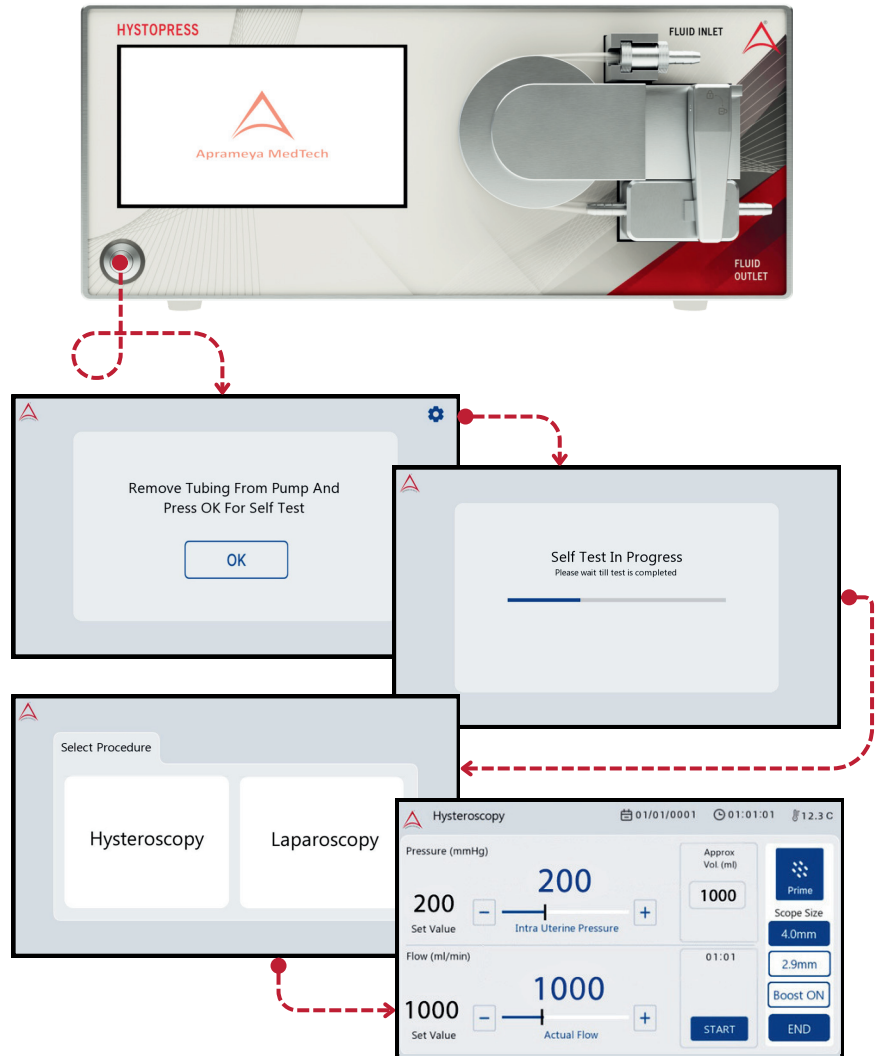 HYSTOPRESS
FLUID INLET
Aprameya MedTech
FLUID
OUTLET
Remove Tubing From Pump And
Press OK For Self Test
OK
Self Test In Progress
Please wait till test is completed
Select Procedure
Hysteroscopy
Laparoscopy
Hysteroscopy
01/01/0001
01:01:01
12.3 C
Pressure (mmHg)
200
Set Value
−
200
Intra Uterine Pressure
+
Approx
Vol. (ml)
1000
Prime
Scope Size
4.0mm
2.9mm
Boost ON
END
Flow (ml/min)
1000
Set Value
−
1000
Actual Flow
+
01:01
START